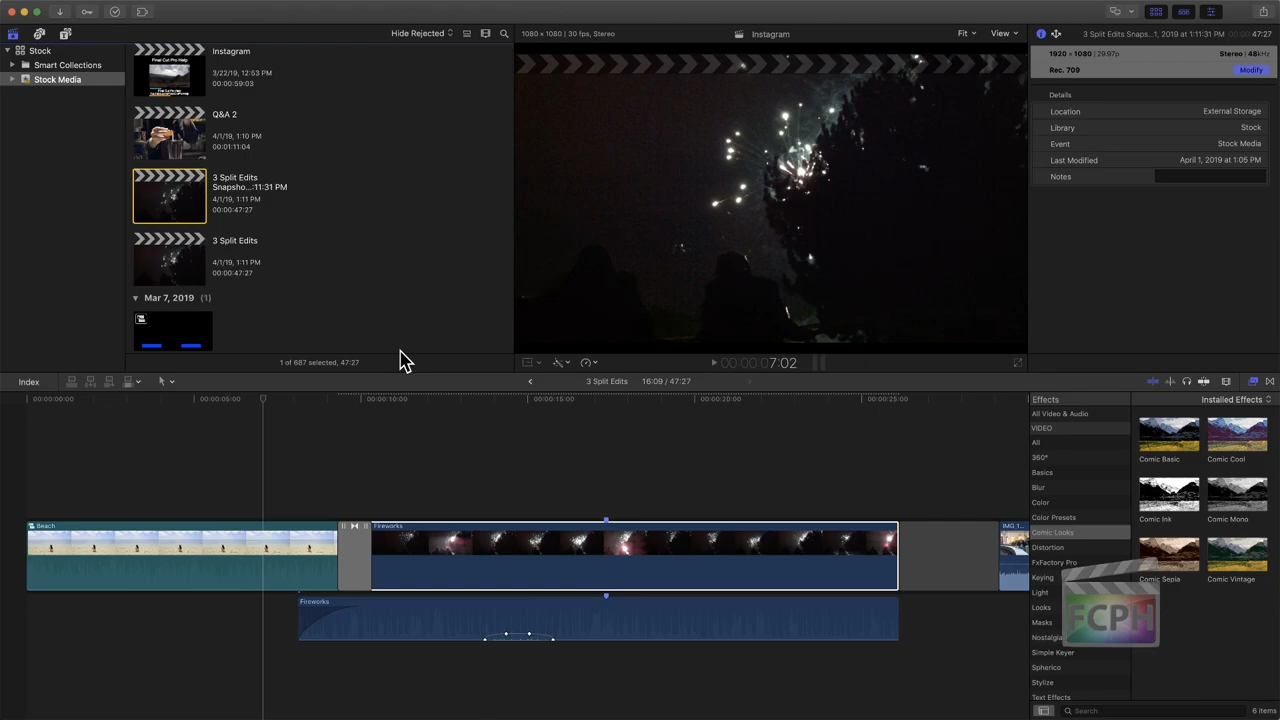 Hide Rejected
1080 × 1080 | 30 fps, Stereo
Instagram
Fit
View
3 Split Edits Snaps...1, 2019 at 1:11:31 PM
47:27
Stock
Smart Collections
Stock Media
Instagram
3/22/19, 12:53 PM
00:00:59:03
Q&A 2
4/1/19, 1:10 PM
00:01:11:04
3 Split Edits
Snapsho...:11:31 PM
4/1/19, 1:11 PM
00:00:47:27
3 Split Edits
4/1/19, 1:11 PM
00:00:47:27
Mar 7, 2019 (1)
1 of 687 selected, 47:27
00:00:00:07:02
1920 × 1080 | 29.97p
Stereo | 48kHz
Rec. 709
Modify
Details
Location
External Storage
Library
Stock
Event
Stock Media
Last Modified
April 1, 2019 at 1:05 PM
Notes
Index
3 Split Edits
16:09 / 47:27
00:00:00:00
00:00:05:00
00:00:10:00
00:00:15:00
00:00:20:00
00:00:25:00
Beach
Fireworks
IMG_1...
Fireworks
Effects
Installed Effects
All Video & Audio
VIDEO
All
360°
Basics
Blur
Color
Color Presets
Comic Looks
Distortion
FxFactory Pro
Keying
Light
Looks
Masks
Nostalgia
Simple Keyer
Spherico
Stylize
Text Effects
Comic Basic
Comic Cool
Comic Ink
Comic Mono
Comic Sepia
Comic Vintage
FCPH
Search
6 items